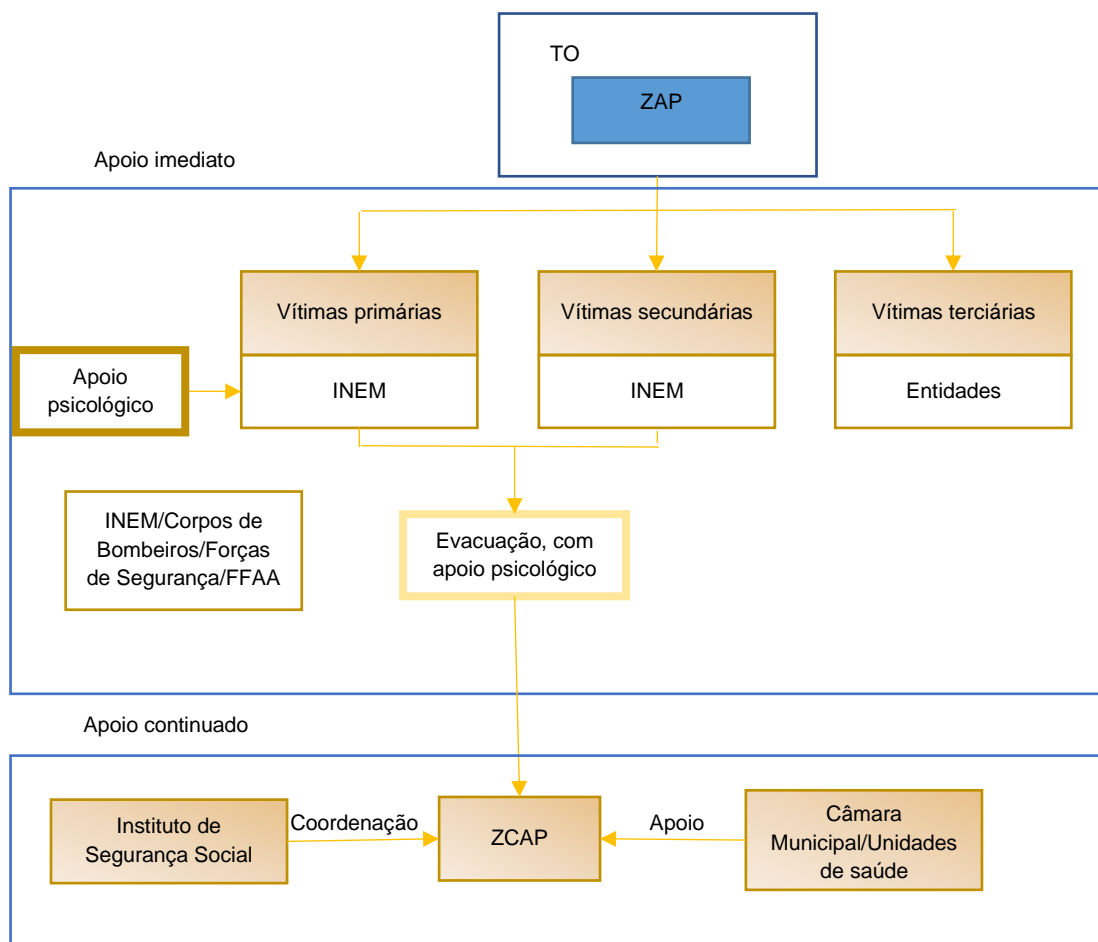 TO
ZAP
Apoio imediato
Vítimas primárias
Vítimas secundárias
Vítimas terciárias
Apoio
psicológico
INEM
INEM
Entidades
INEM/Corpos de
Bombeiros/Forças
de Segurança/FFAA
Evacuação, com
apoio psicológico
Apoio continuado
Instituto de
Segurança Social
Coordenação
ZCAP
Apoio
Câmara
Municipal/Unidades
de saúde